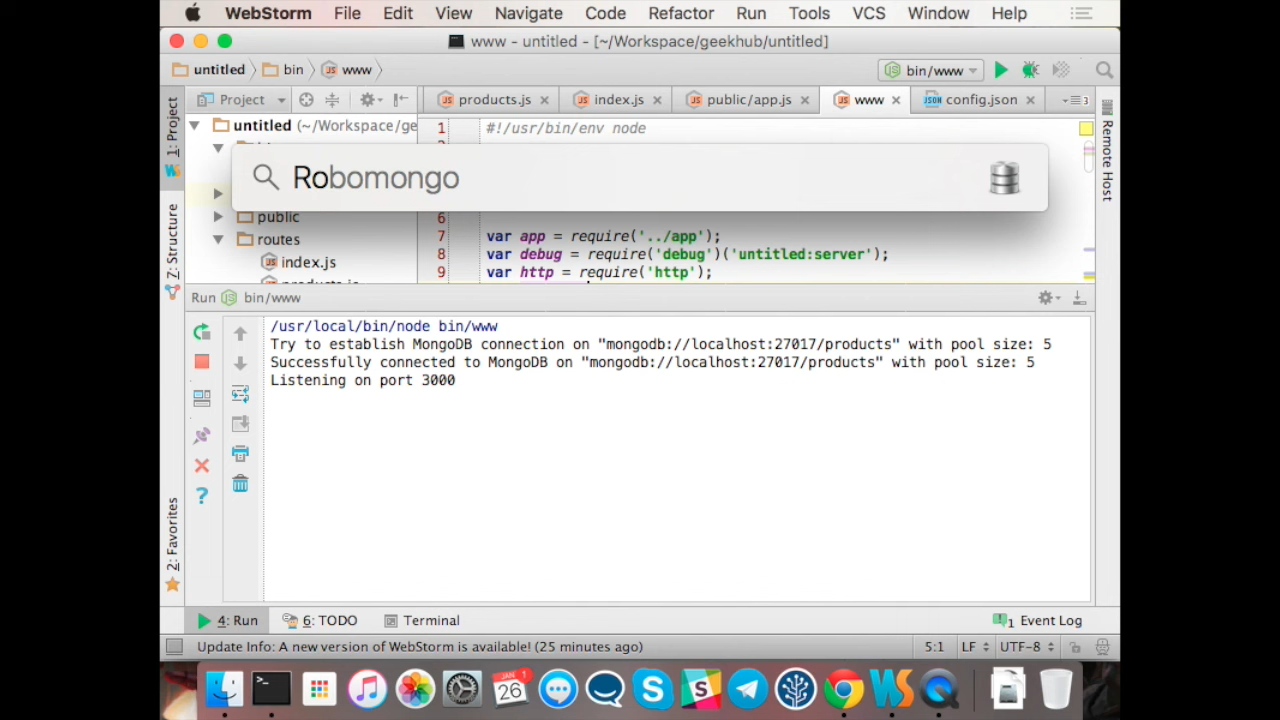 WebStorm File Edit View Navigate Code Refactor Run Tools VCS Window Help
www - untitled - [~/Workspace/geekhub/untitled]
untitled bin www bin/www
1: Project
Project
products.js index.js public/app.js www config.json 3
untitled (~/Workspace/ge
1 #!/usr/bin/env node
2
Robomongo
public
6
routes
7 var app = require('../app');
index.js
8 var debug = require('debug')('untitled:server');
9 var http = require('http');
products.js
Remote Host
7: Structure
Run bin/www
/usr/local/bin/node bin/www
Try to establish MongoDB connection on "mongodb://localhost:27017/products" with pool size: 5
Successfully connected to MongoDB on "mongodb://localhost:27017/products" with pool size: 5
Listening on port 3000
2: Favorites
4: Run 6: TODO Terminal 1 Event Log
Update Info: A new version of WebStorm is available! (25 minutes ago) 5:1 LF UTF-8
JAN
26